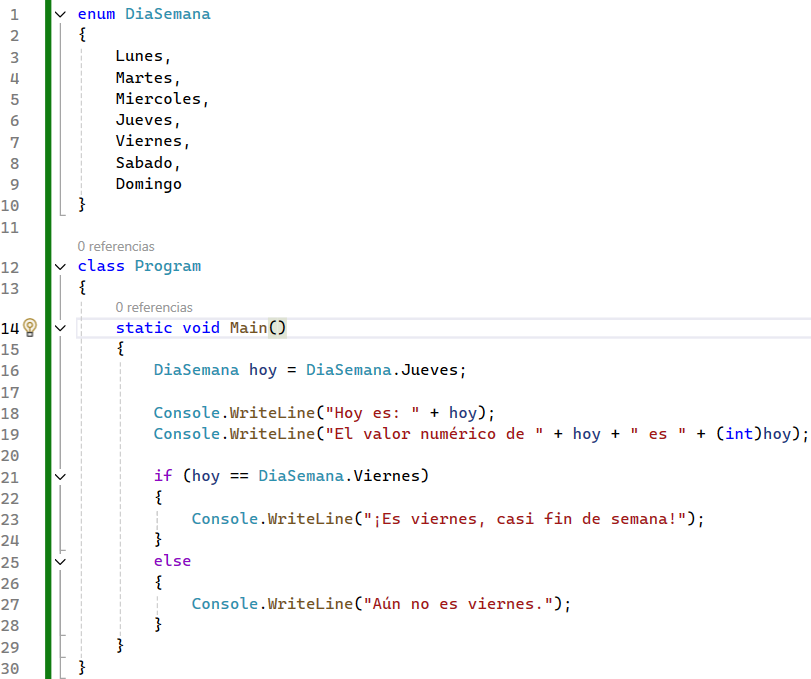 1 enum DiaSemana
2 {
3 Lunes,
4 Martes,
5 Miercoles,
6 Jueves,
7 Viernes,
8 Sabado,
9 Domingo
10 }
11
0 referencias
12 class Program
13 {
0 referencias
14 static void Main()
15 {
16 DiaSemana hoy = DiaSemana.Jueves;
17
18 Console.WriteLine("Hoy es: " + hoy);
19 Console.WriteLine("El valor numérico de " + hoy + " es " + (int)hoy);
20
21 if (hoy == DiaSemana.Viernes)
22 {
23 Console.WriteLine("¡Es viernes, casi fin de semana!");
24 }
25 else
26 {
27 Console.WriteLine("Aún no es viernes.");
28 }
29 }
30 }